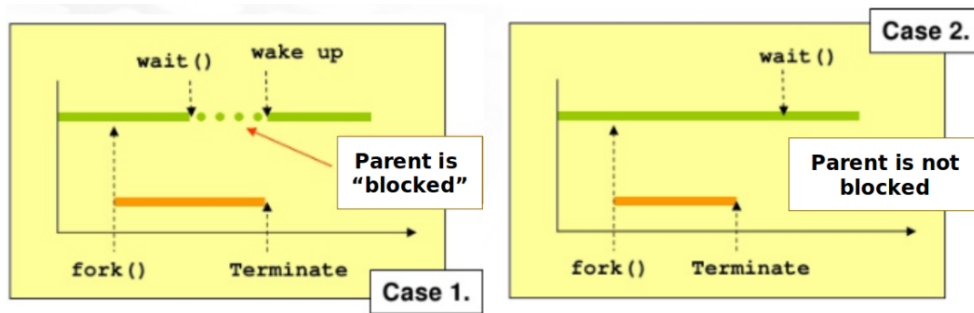 wait()
wake up
Parent is
“blocked”
fork()
Terminate
Case 1.
Case 2.
wait()
Parent is not
blocked
fork()
Terminate